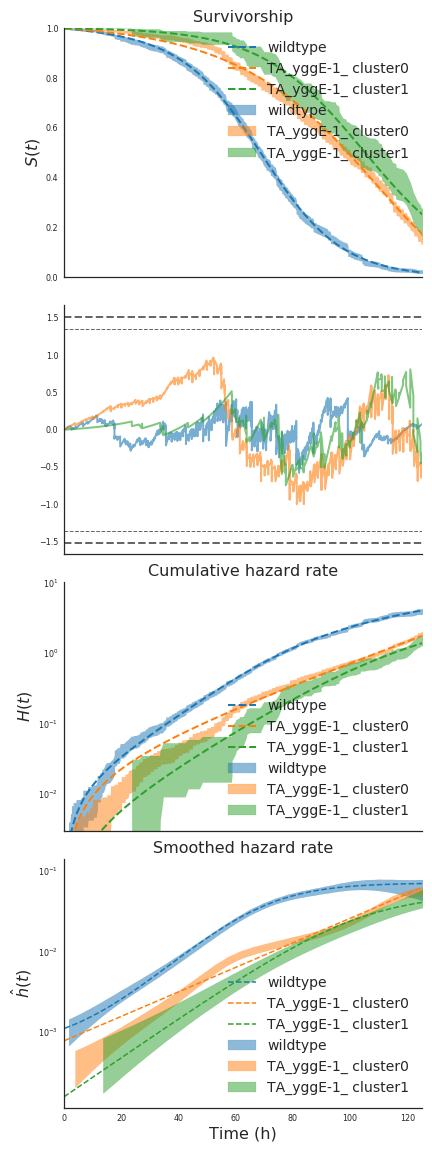 Survivorship
1.0
0.8
0.6
0.4
0.2
0.0
S(t)
wildtype
TA_yggE-1_ cluster0
TA_yggE-1_ cluster1
wildtype
TA_yggE-1_ cluster0
TA_yggE-1_ cluster1
1.5
1.0
0.5
0.0
−0.5
−1.0
−1.5
Cumulative hazard rate
10¹
10⁰
10⁻¹
10⁻²
H(t)
wildtype
TA_yggE-1_ cluster0
TA_yggE-1_ cluster1
wildtype
TA_yggE-1_ cluster0
TA_yggE-1_ cluster1
Smoothed hazard rate
10⁻¹
10⁻²
10⁻³
ĥ(t)
wildtype
TA_yggE-1_ cluster0
TA_yggE-1_ cluster1
wildtype
TA_yggE-1_ cluster0
TA_yggE-1_ cluster1
0 20 40 60 80 100 120
Time (h)